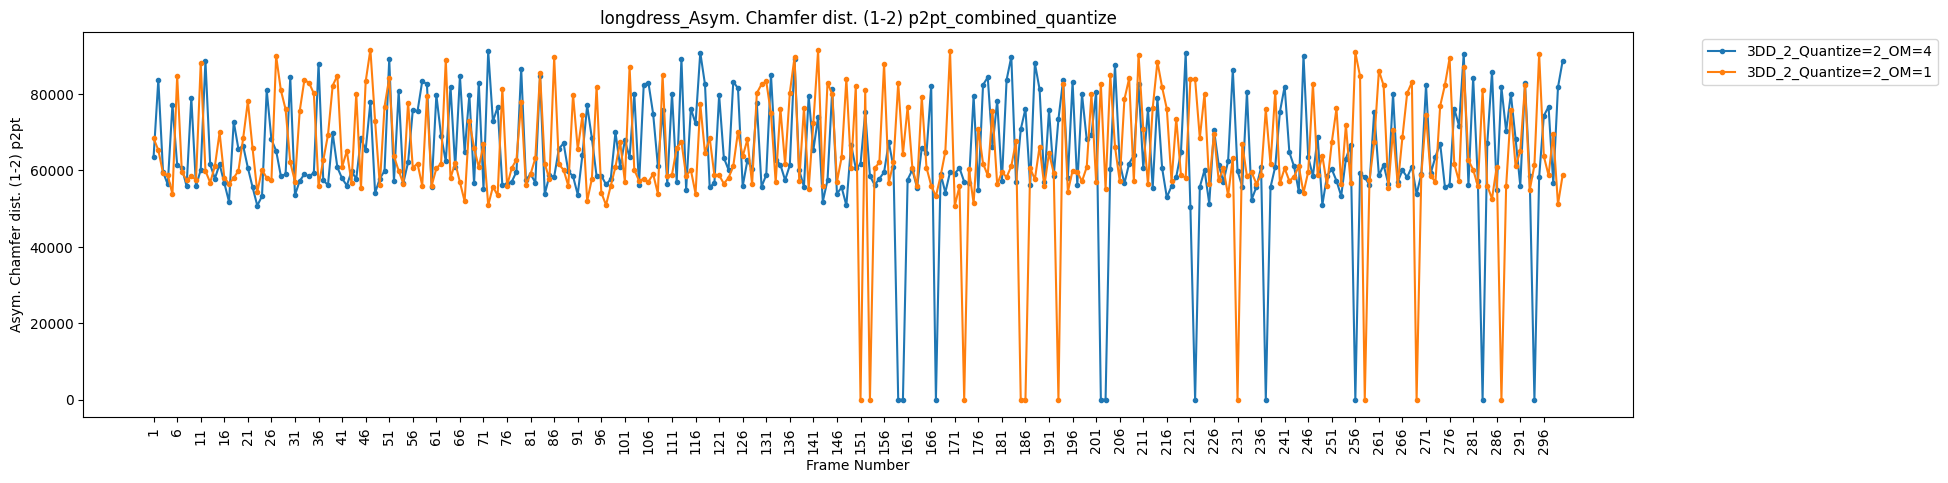 longdress_Asym. Chamfer dist. (1-2) p2pt_combined_quantize
3DD_2_Quantize=2_OM=4
3DD_2_Quantize=2_OM=1
Asym. Chamfer dist. (1-2) p2pt
80000
60000
40000
20000
0
1 6 11 16 21 26 31 36 41 46 51 56 61 66 71 76 81 86 91 96 101 106 111 116 121 126 131 136 141 146 151 156 161 166 171 176 181 186 191 196 201 206 211 216 221 226 231 236 241 246 251 256 261 266 271 276 281 286 291 296
Frame Number